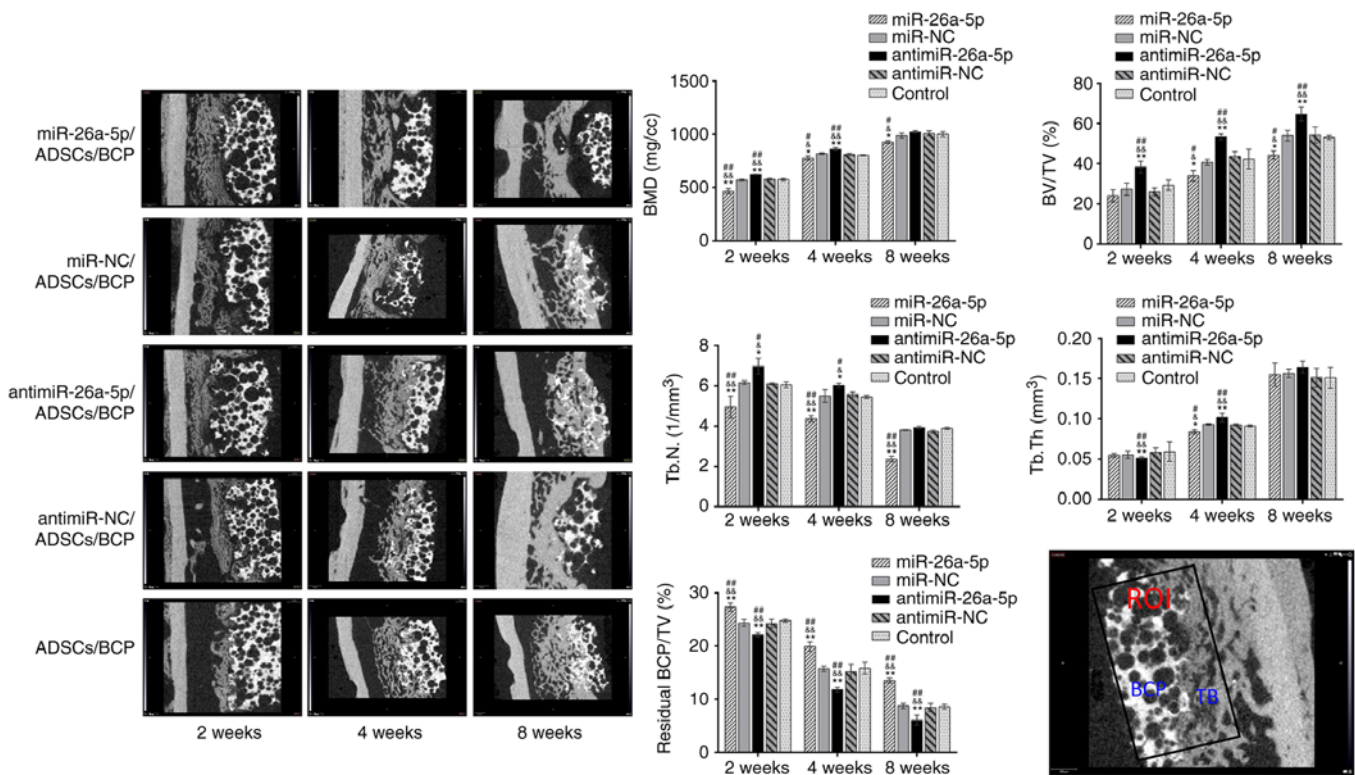 miR-26a-5p/
ADSCs/BCP
miR-NC/
ADSCs/BCP
antimiR-26a-5p/
ADSCs/BCP
antimiR-NC/
ADSCs/BCP
ADSCs/BCP
2 weeks 4 weeks 8 weeks
miR-26a-5p
miR-NC
antimiR-26a-5p
antimiR-NC
Control
BMD (mg/cc)
1500
1000
500
0
## && ** ## && **
# & * ## && **
# & *
2 weeks 4 weeks 8 weeks
miR-26a-5p
miR-NC
antimiR-26a-5p
antimiR-NC
Control
BV/TV (%)
80
60
40
20
0
## && **
# & * ## && **
# & * ## && **
2 weeks 4 weeks 8 weeks
miR-26a-5p
miR-NC
antimiR-26a-5p
antimiR-NC
Control
Tb.N. (1/mm³)
8
6
4
2
0
## && ** # & *
## && ** # & *
## && **
2 weeks 4 weeks 8 weeks
miR-26a-5p
miR-NC
antimiR-26a-5p
antimiR-NC
Control
Tb.Th (mm³)
0.20
0.15
0.10
0.05
0.00
## && **
# & * ## && **
2 weeks 4 weeks 8 weeks
miR-26a-5p
miR-NC
antimiR-26a-5p
antimiR-NC
Control
Residual BCP/TV (%)
30
20
10
0
## && ** ## && **
## && ** ## && **
## && ** ## && **
2 weeks 4 weeks 8 weeks
ROI
BCP TB